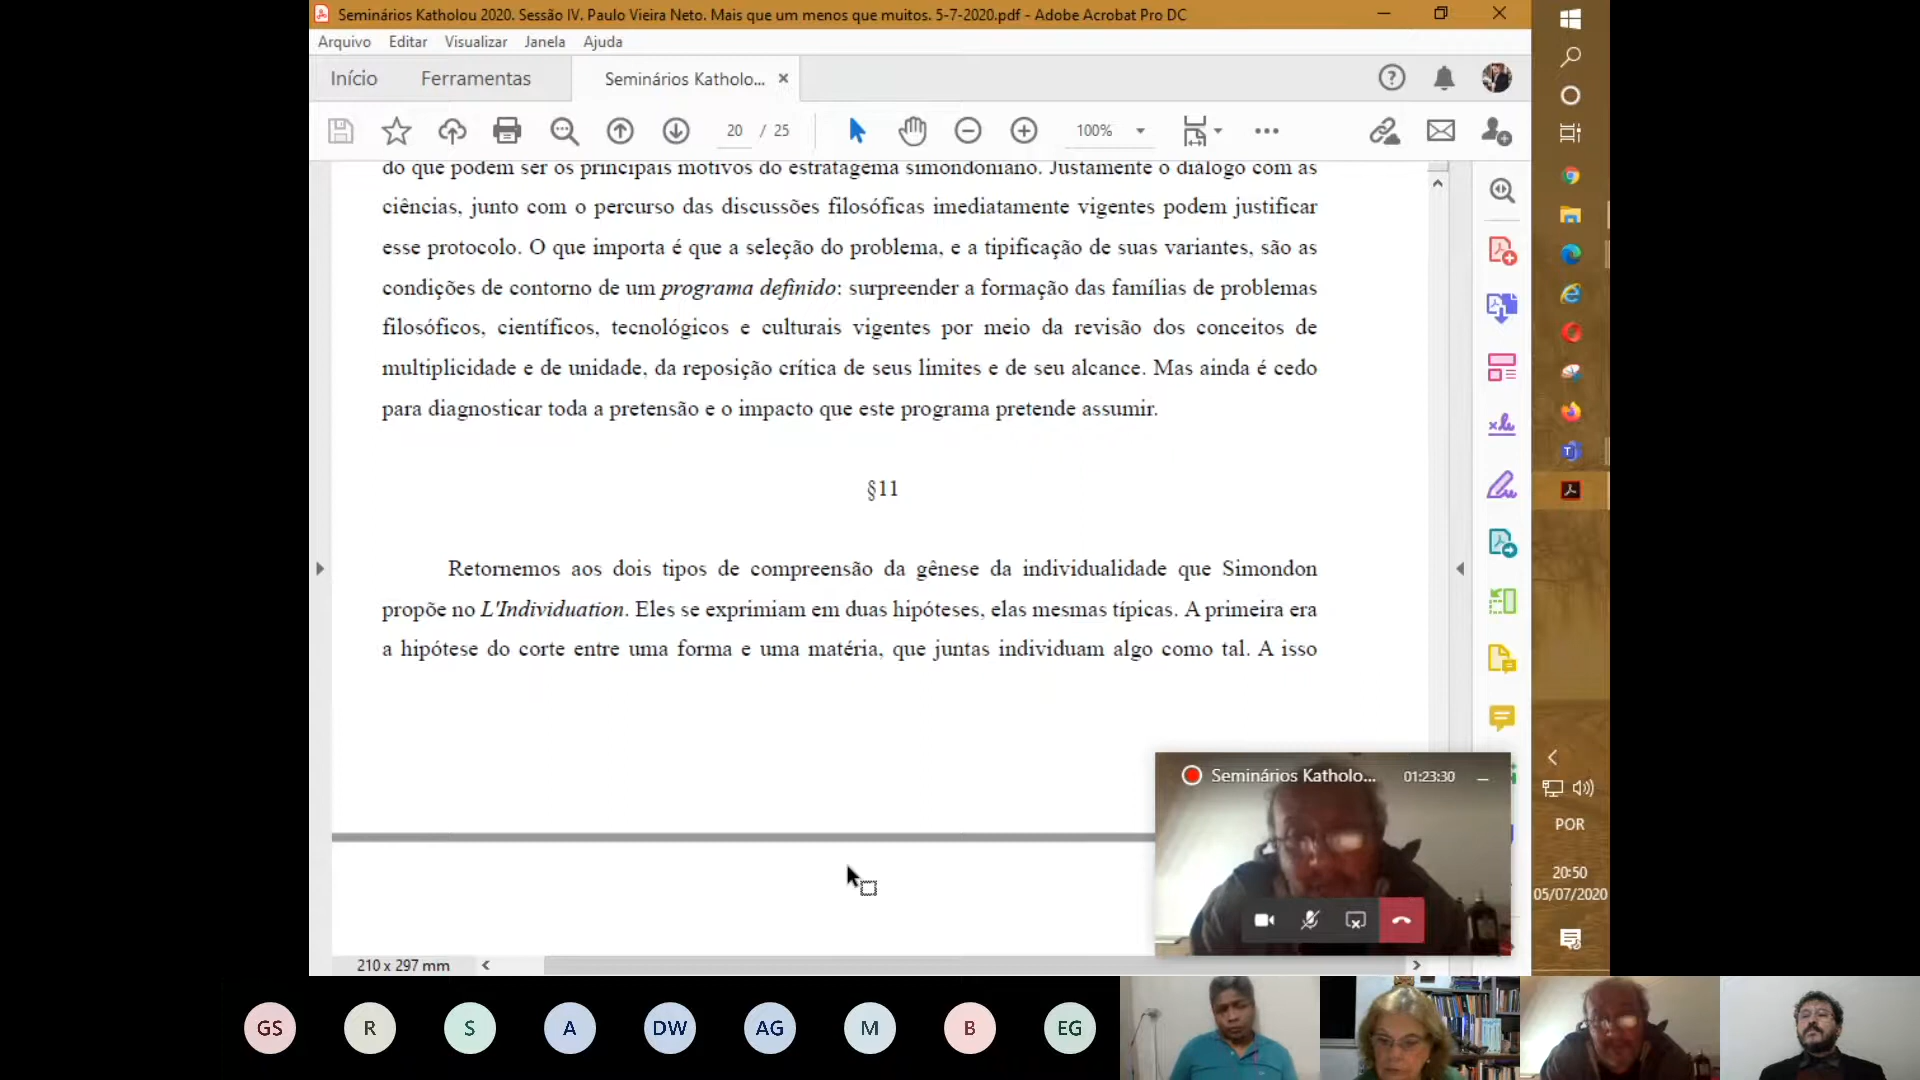 Seminários Katholou 2020. Sessão IV. Paulo Vieira Neto. Mais que um menos que muitos. 5-7-2020.pdf - Adobe Acrobat Pro DC
Arquivo Editar Visualizar Janela Ajuda
Início Ferramentas Seminários Katholo...
20 / 25 100%
do que podem ser os principais motivos do estratagema simondoniano. Justamente o diálogo com as
ciências, junto com o percurso das discussões filosóficas imediatamente vigentes podem justificar
esse protocolo. O que importa é que a seleção do problema, e a tipificação de suas variantes, são as
condições de contorno de um programa definido: surpreender a formação das famílias de problemas
filosóficos, científicos, tecnológicos e culturais vigentes por meio da revisão dos conceitos de
multiplicidade e de unidade, da reposição crítica de seus limites e de seu alcance. Mas ainda é cedo
para diagnosticar toda a pretensão e o impacto que este programa pretende assumir.
§11
Retornemos aos dois tipos de compreensão da gênese da individualidade que Simondon
propõe no L'Individuation. Eles se exprimiam em duas hipóteses, elas mesmas típicas. A primeira era
a hipótese do corte entre uma forma e uma matéria, que juntas individuam algo como tal. A isso
Seminários Katholo... 01:23:30
210 x 297 mm
POR
20:50
05/07/2020
GS R S A DW AG M B EG